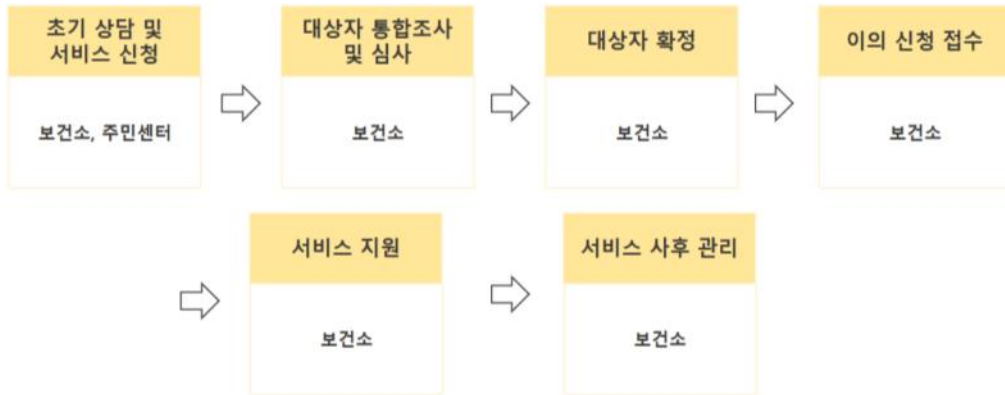 초기 상담 및
서비스 신청
보건소, 주민센터
대상자 통합조사
및 심사
보건소
대상자 확정
보건소
이의 신청 접수
보건소
서비스 지원
보건소
서비스 사후 관리
보건소